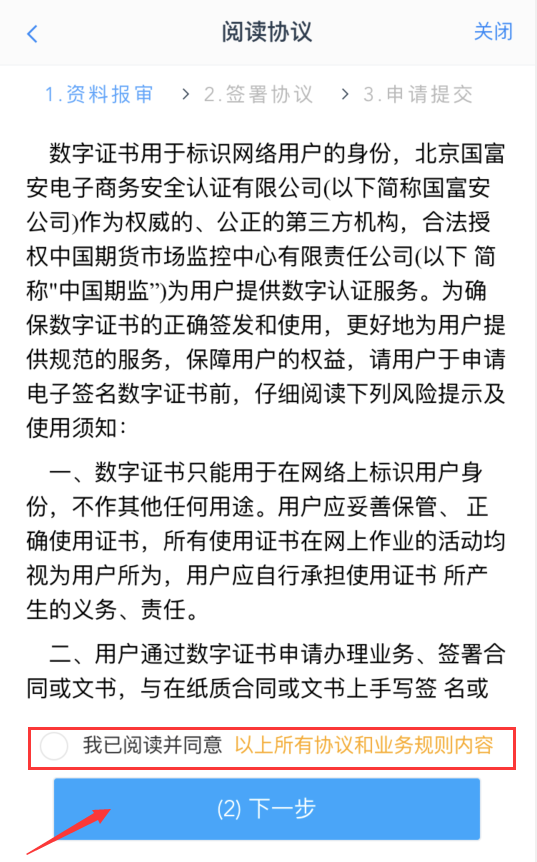 阅读协议
关闭
1.资料报审 > 2.签署协议 > 3.申请提交
数字证书用于标识网络用户的身份，北京国富
安电子商务安全认证有限公司(以下简称国富安
公司)作为权威的、公正的第三方机构，合法授
权中国期货市场监控中心有限责任公司(以下 简
称"中国期监”)为用户提供数字认证服务。为确
保数字证书的正确签发和使用，更好地为用户提
供规范的服务，保障用户的权益，请用户于申请
电子签名数字证书前，仔细阅读下列风险提示及
使用须知：
一、数字证书只能用于在网络上标识用户身
份，不作其他任何用途。用户应妥善保管、 正
确使用证书，所有使用证书在网上作业的活动均
视为用户所为，用户应自行承担使用证书 所产
生的义务、责任。
二、用户通过数字证书申请办理业务、签署合
同或文书，与在纸质合同或文书上手写签 名或
我已阅读并同意 以上所有协议和业务规则内容
(2) 下一步